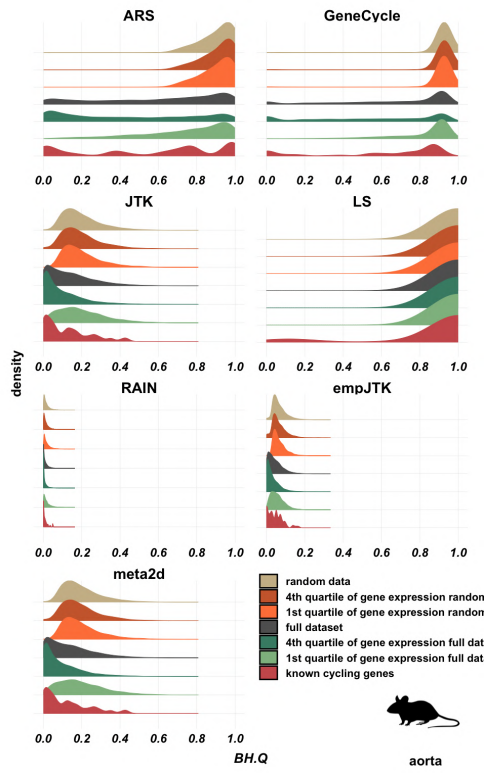 ARS GeneCycle
0.0 0.2 0.4 0.6 0.8 1.0 0.0 0.2 0.4 0.6 0.8 1.0
JTK LS
0.0 0.2 0.4 0.6 0.8 1.0 0.0 0.2 0.4 0.6 0.8 1.0
density
RAIN empJTK
0.0 0.2 0.4 0.6 0.8 1.0 0.0 0.2 0.4 0.6 0.8 1.0
meta2d
random data
4th quartile of gene expression random
1st quartile of gene expression random
full dataset
4th quartile of gene expression full dat
1st quartile of gene expression full dat
known cycling genes
0.0 0.2 0.4 0.6 0.8 1.0
BH.Q
aorta